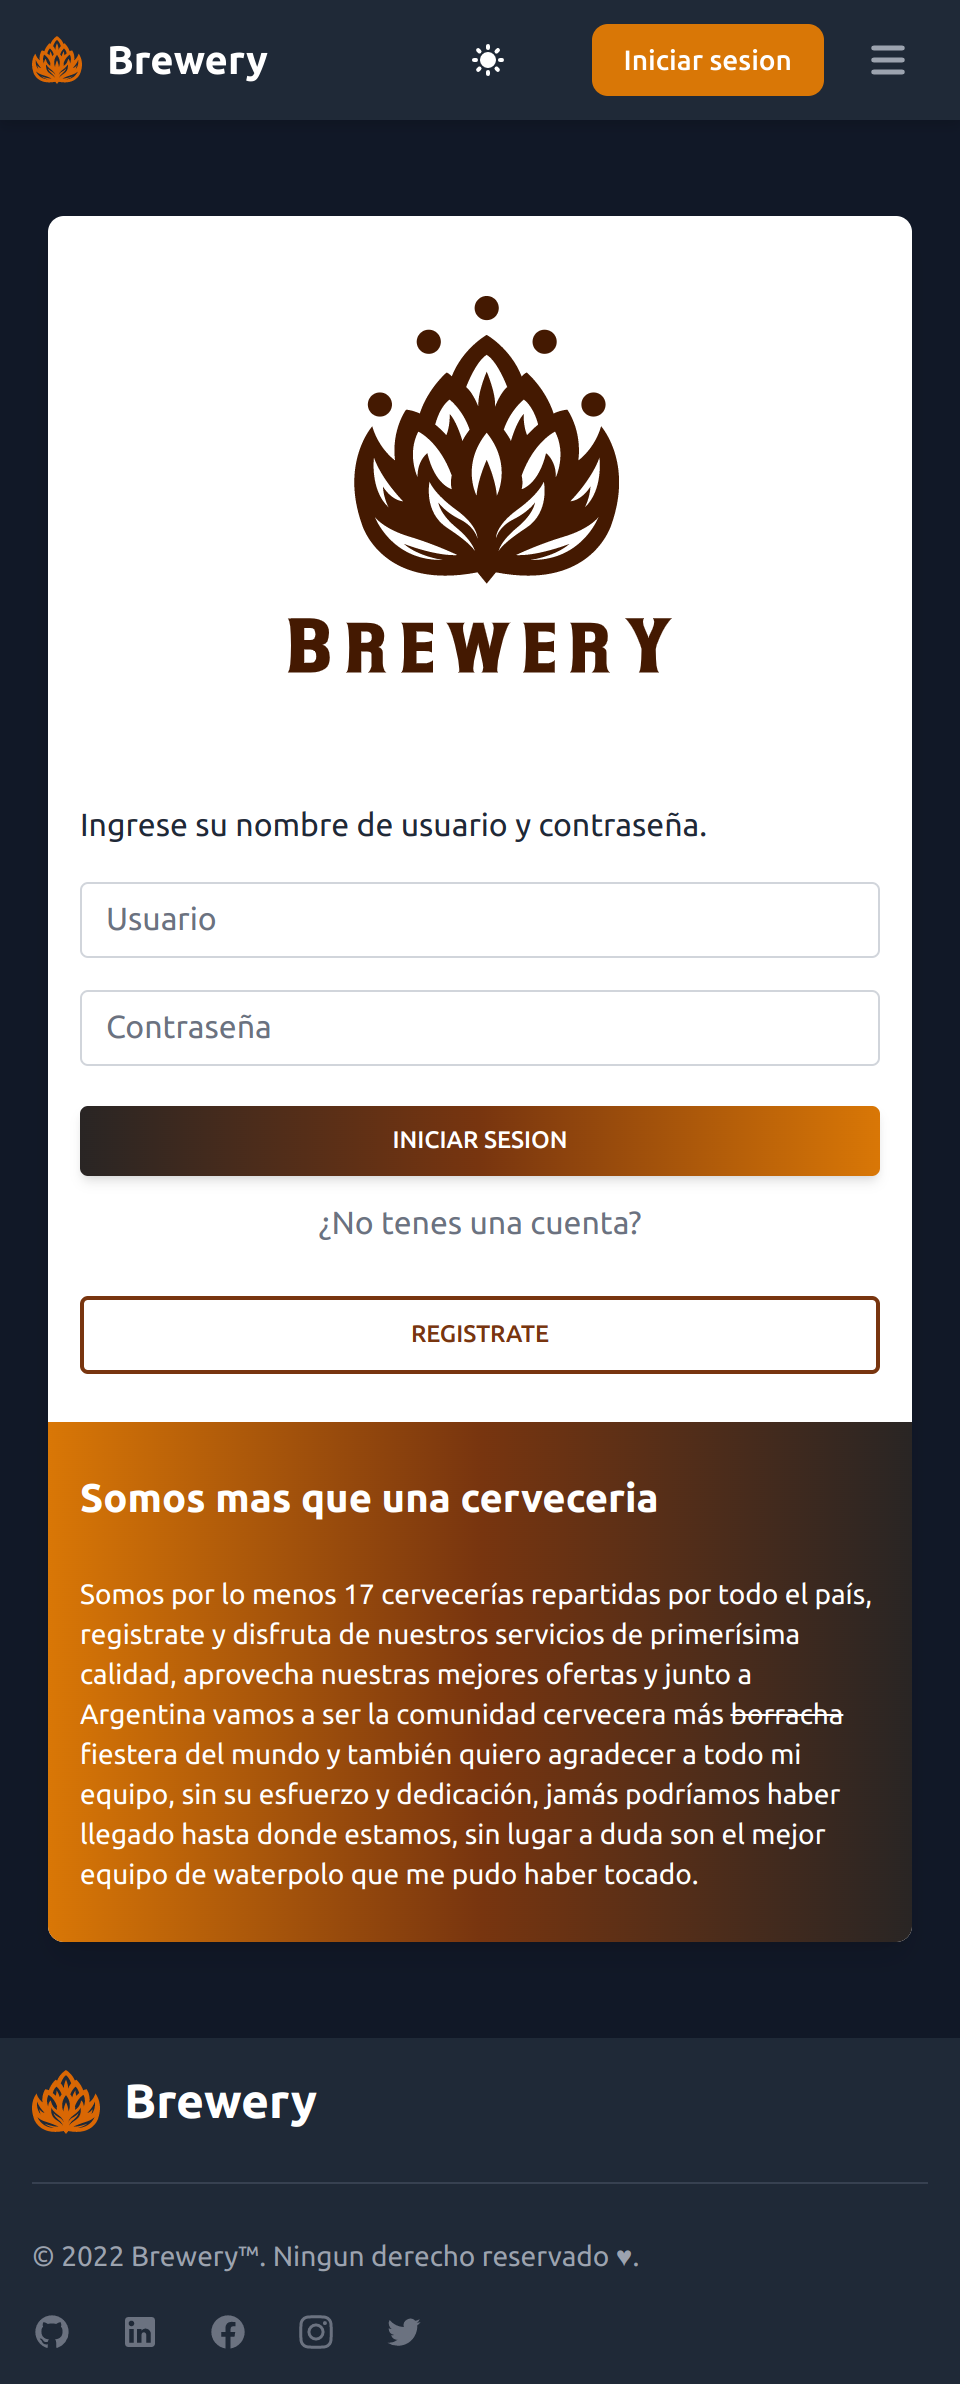 Brewery
Iniciar sesion
BREWERY
Ingrese su nombre de usuario y contraseña.
Usuario
Contraseña
INICIAR SESION
¿No tenes una cuenta?
REGISTRATE
Somos mas que una cerveceria
Somos por lo menos 17 cervecerías repartidas por todo el país,
registrate y disfruta de nuestros servicios de primerísima
calidad, aprovecha nuestras mejores ofertas y junto a
Argentina vamos a ser la comunidad cervecera más borracha
fiestera del mundo y también quiero agradecer a todo mi
equipo, sin su esfuerzo y dedicación, jamás podríamos haber
llegado hasta donde estamos, sin lugar a duda son el mejor
equipo de waterpolo que me pudo haber tocado.
Brewery
© 2022 Brewery™. Ningun derecho reservado ♥.